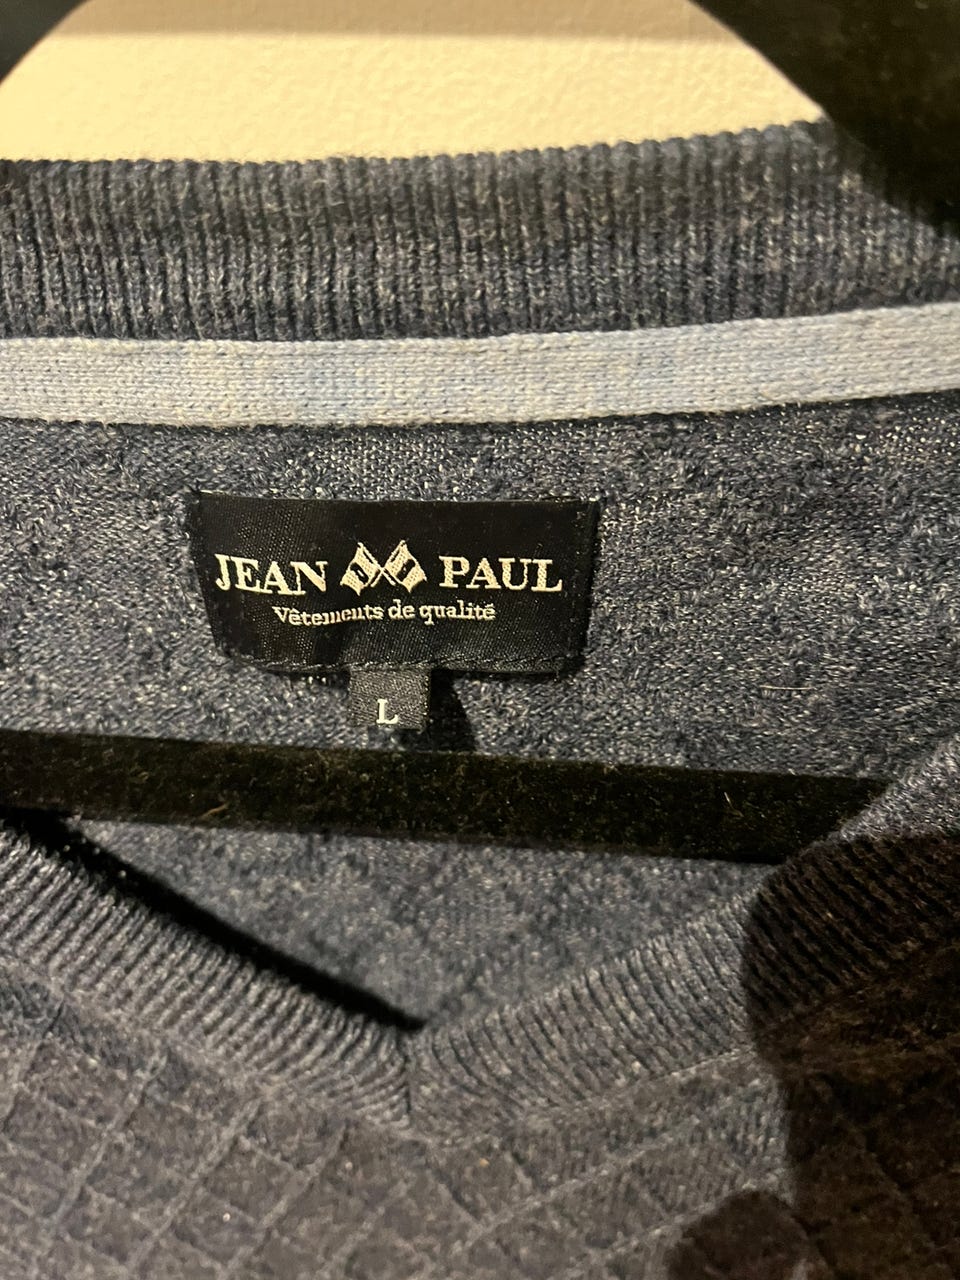 JEAN PAUL
Vêtements de qualité
L